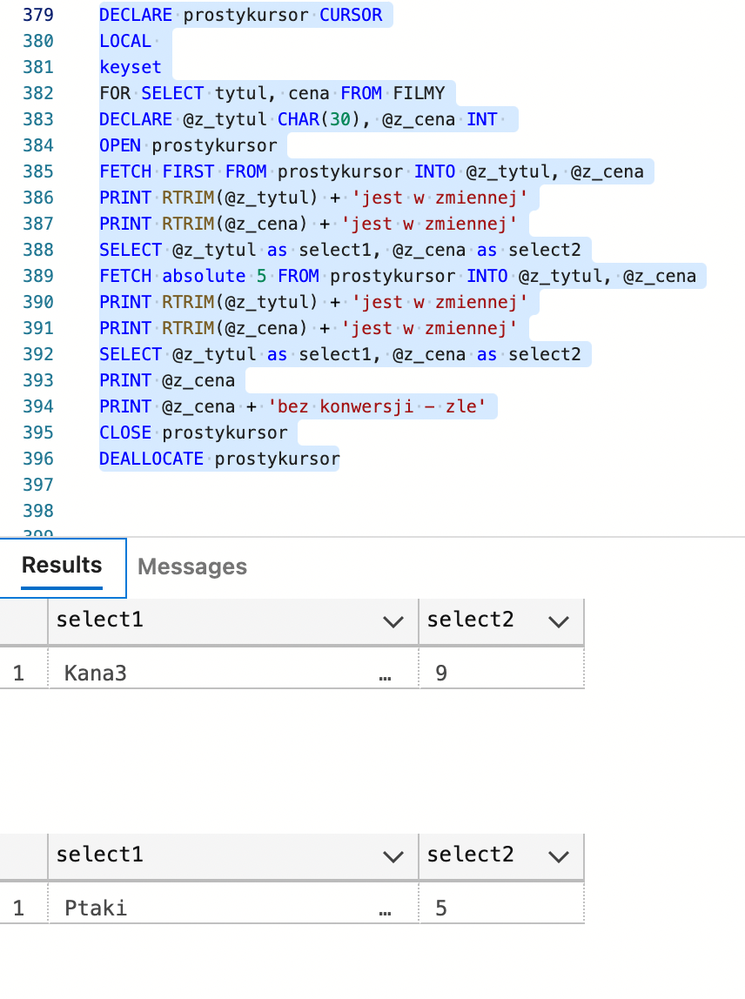 379 DECLARE prostykursor CURSOR
380 LOCAL
381 keyset
382 FOR SELECT tytul, cena FROM FILMY
383 DECLARE @z_tytul CHAR(30), @z_cena INT
384 OPEN prostykursor
385 FETCH FIRST FROM prostykursor INTO @z_tytul, @z_cena
386 PRINT RTRIM(@z_tytul) + 'jest w zmiennej'
387 PRINT RTRIM(@z_cena) + 'jest w zmiennej'
388 SELECT @z_tytul as select1, @z_cena as select2
389 FETCH absolute 5 FROM prostykursor INTO @z_tytul, @z_cena
390 PRINT RTRIM(@z_tytul) + 'jest w zmiennej'
391 PRINT RTRIM(@z_cena) + 'jest w zmiennej'
392 SELECT @z_tytul as select1, @z_cena as select2
393 PRINT @z_cena
394 PRINT @z_cena + 'bez konwersji - zle'
395 CLOSE prostykursor
396 DEALLOCATE prostykursor
397
398
399
Results Messages
select1 select2
1 Kana3 … 9
select1 select2
1 Ptaki … 5